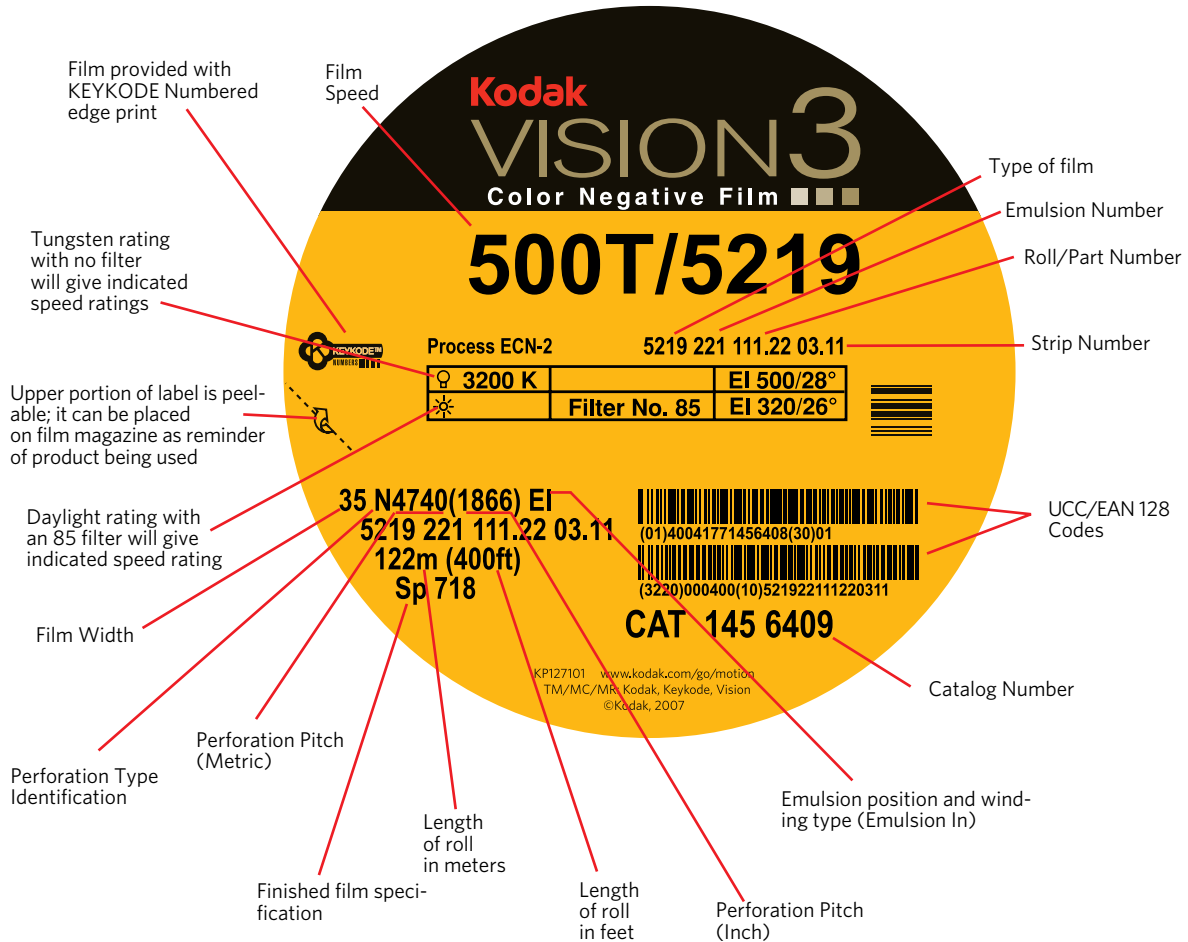 Film provided with
KEYKODE Numbered
edge print
Film
Speed
Kodak
VISION3
Color Negative Film
Type of film
Emulsion Number
Roll/Part Number
Strip Number
500T/5219
Tungsten rating
with no filter
will give indicated
speed ratings
KEYKODE™
NUMBERS
Process ECN-2
5219 221 111.22 03.11
3200 K EI 500/28°
Filter No. 85 EI 320/26°
Upper portion of label is peel-
able; it can be placed
on film magazine as reminder
of product being used
Daylight rating with
an 85 filter will give
indicated speed rating
35 N4740(1866) EI
5219 221 111.22 03.11
122m (400ft)
Sp 718
(01)40041771456408(30)01
(3220)000400(10)521922111220311
CAT 145 6409
UCC/EAN 128
Codes
KP127101 www.kodak.com/go/motion
TM/MC/MR: Kodak, Keykode, Vision
©Kodak, 2007
Film Width
Catalog Number
Perforation Pitch
(Metric)
Perforation Type
Identification
Emulsion position and wind-
ing type (Emulsion In)
Length
of roll
in meters
Finished film speci-
fication
Length
of roll
in feet
Perforation Pitch
(Inch)